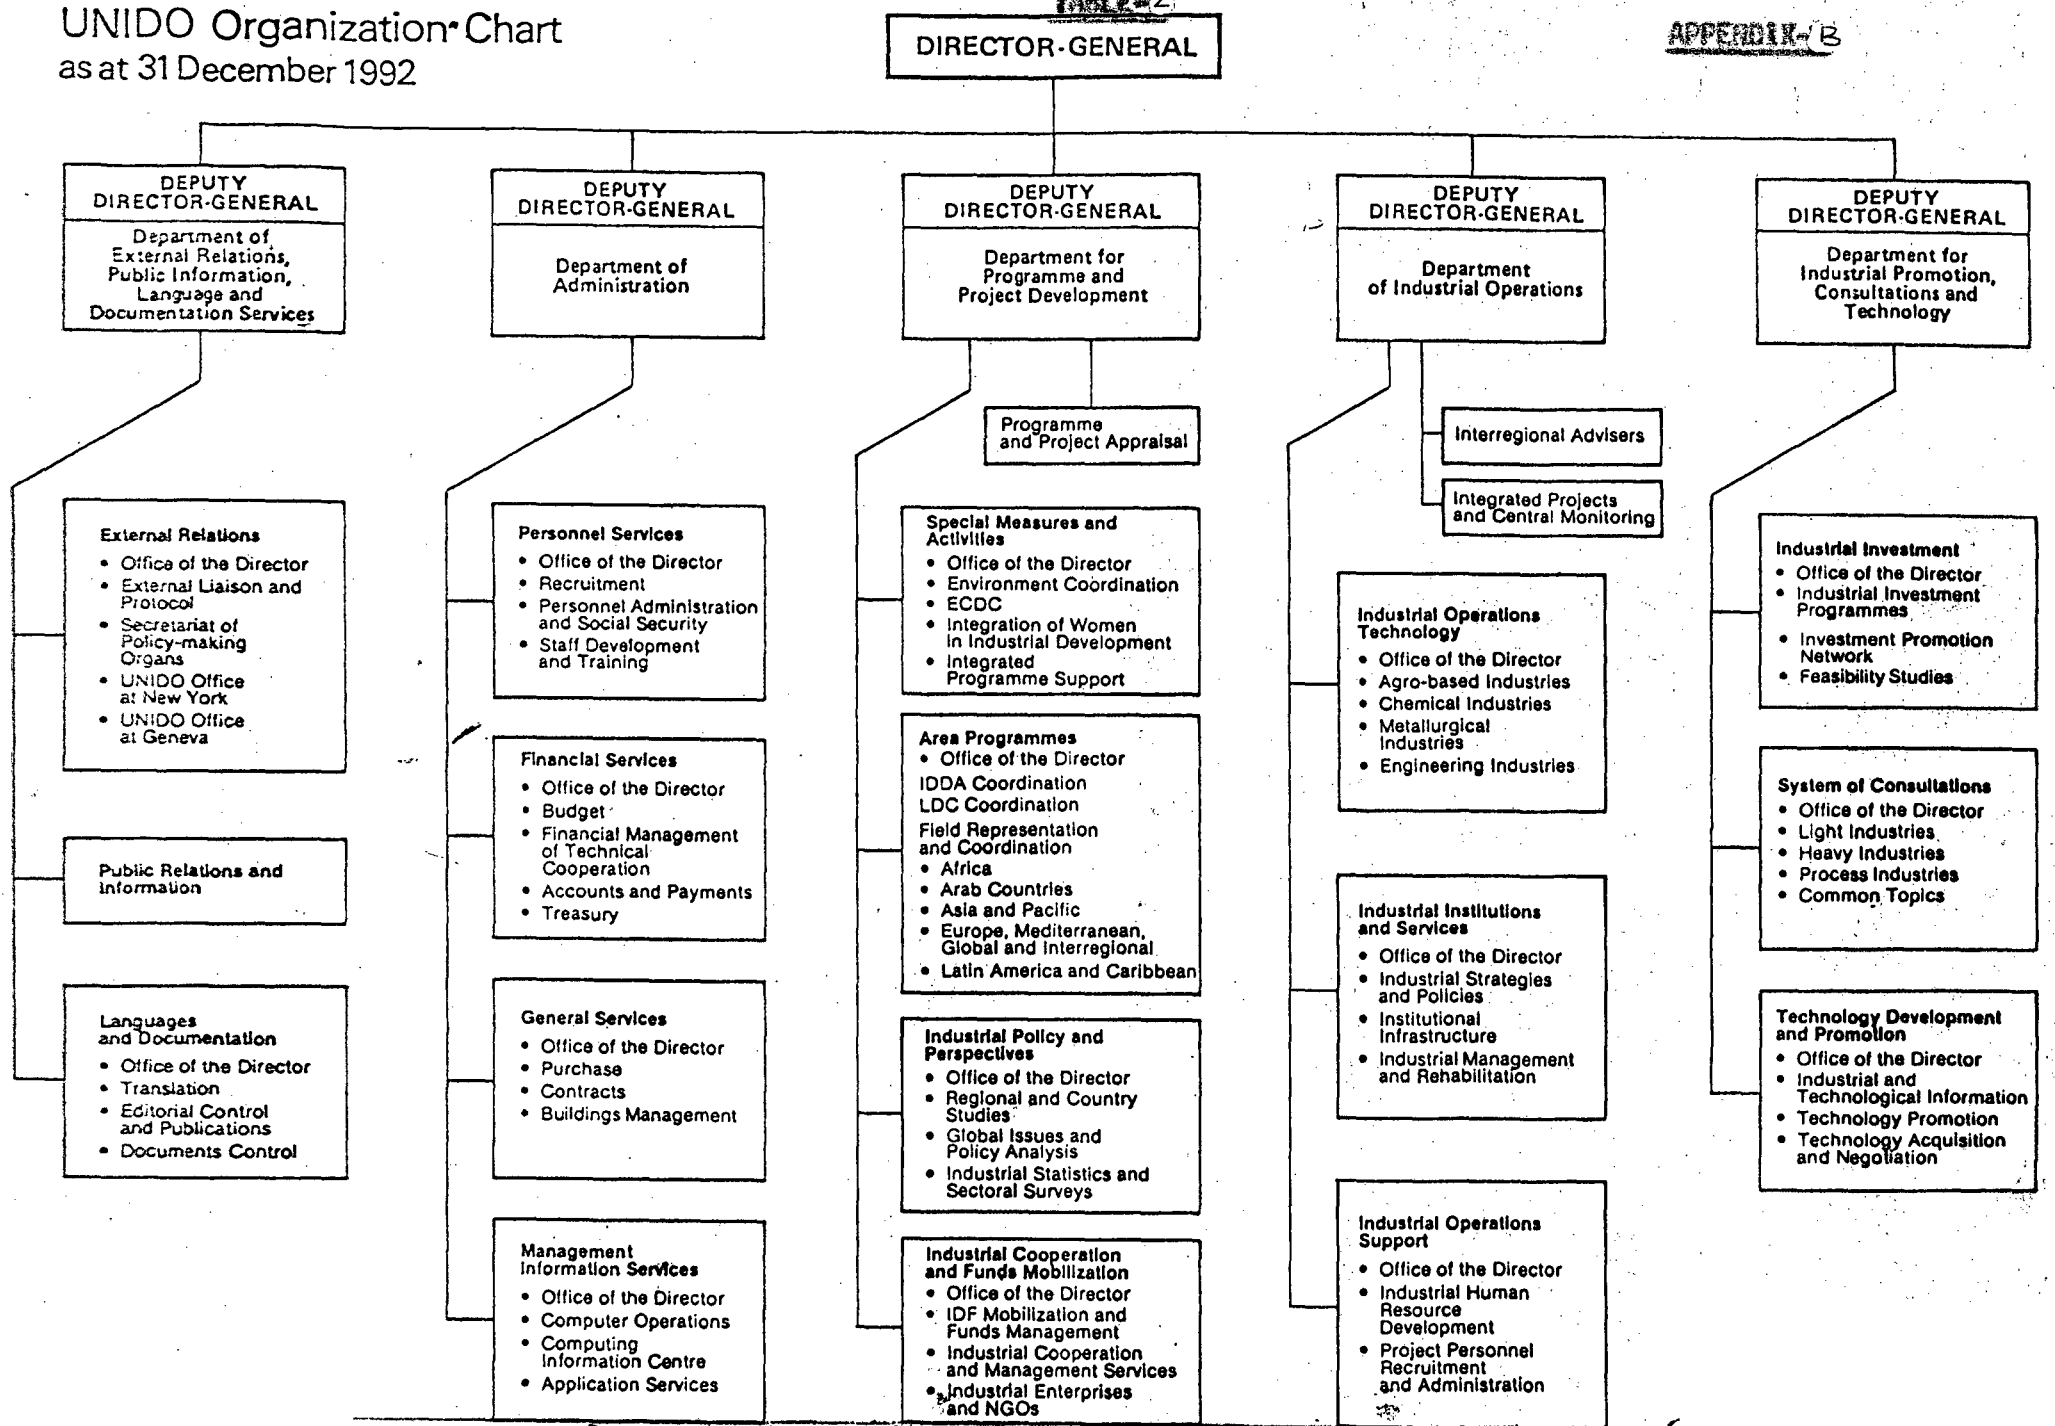 UNIDO Organization Chart
as at 31 December 1992
TABLE-2
APPENDIX-B
DIRECTOR-GENERAL
DEPUTY
DIRECTOR-GENERAL
Department of
External Relations,
Public Information,
Language and
Documentation Services
External Relations
• Office of the Director
• External Liaison and
Protocol
• Secretariat of
Policy-making
Organs
• UNIDO Office
at New York
• UNIDO Office
at Geneva
Public Relations and
Information
Languages
and Documentation
• Office of the Director
• Translation
• Editorial Control
and Publications
• Documents Control
DEPUTY
DIRECTOR-GENERAL
Department of
Administration
Personnel Services
• Office of the Director
• Recruitment
• Personnel Administration
and Social Security
• Staff Development
and Training
Financial Services
• Office of the Director
• Budget
• Financial Management
of Technical
Cooperation
• Accounts and Payments
• Treasury
General Services
• Office of the Director
• Purchase
• Contracts
• Buildings Management
Management
Information Services
• Office of the Director
• Computer Operations
• Computing
Information Centre
• Application Services
DEPUTY
DIRECTOR-GENERAL
Department for
Programme and
Project Development
Programme
and Project Appraisal
Special Measures and
Activities
• Office of the Director
• Environment Coordination
• ECDC
• Integration of Women
in Industrial Development
• Integrated
Programme Support
Area Programmes
• Office of the Director
IDDA Coordination
LDC Coordination
Field Representation
and Coordination
• Africa
• Arab Countries
• Asia and Pacific
• Europe, Mediterranean,
Global and Interregional
• Latin America and Caribbean
Industrial Policy and
Perspectives
• Office of the Director
• Regional and Country
Studies
• Global Issues and
Policy Analysis
• Industrial Statistics and
Sectoral Surveys
Industrial Cooperation
and Funds Mobilization
• Office of the Director
• IDF Mobilization and
Funds Management
• Industrial Cooperation
and Management Services
• Industrial Enterprises
and NGOs
DEPUTY
DIRECTOR-GENERAL
Department
of Industrial Operations
Interregional Advisers
Integrated Projects
and Central Monitoring
Industrial Operations
Technology
• Office of the Director
• Agro-based Industries
• Chemical Industries
• Metallurgical
Industries
• Engineering Industries
Industrial Institutions
and Services
• Office of the Director
• Industrial Strategies
and Policies
• Institutional
Infrastructure
• Industrial Management
and Rehabilitation
Industrial Operations
Support
• Office of the Director
• Industrial Human
Resource
Development
• Project Personnel
Recruitment
and Administration
DEPUTY
DIRECTOR-GENERAL
Department for
Industrial Promotion,
Consultations and
Technology
Industrial Investment
• Office of the Director
• Industrial Investment
Programmes
• Investment Promotion
Network
• Feasibility Studies
System of Consultations
• Office of the Director
• Light Industries
• Heavy Industries
• Process Industries
• Common Topics
Technology Development
and Promotion
• Office of the Director
• Industrial and
Technological Information
• Technology Promotion
• Technology Acquisition
and Negotiation